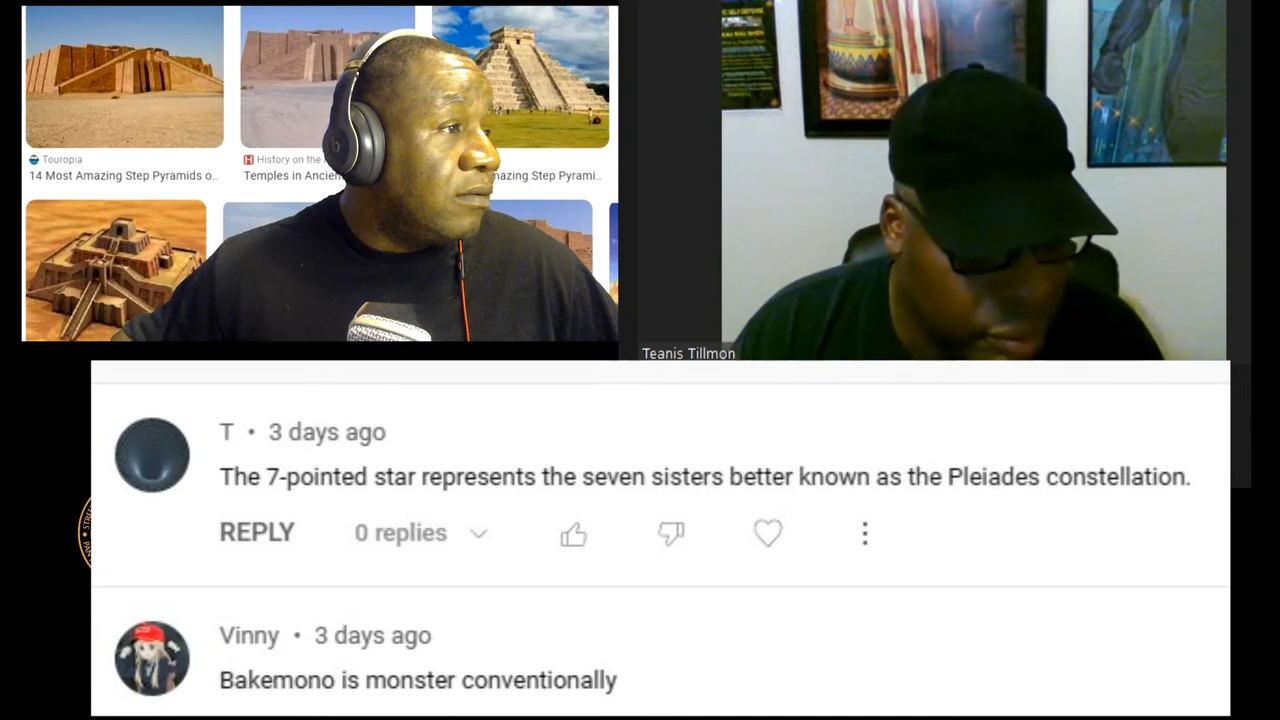 SELF DEFENSE
Touropia
History on the
14 Most Amazing Step Pyramids o...
Temples in Ancien
mazing Step Pyrami...
Teanis Tillmon
T • 3 days ago
The 7-pointed star represents the seven sisters better known as the Pleiades constellation.
REPLY 0 replies
Vinny • 3 days ago
Bakemono is monster conventionally